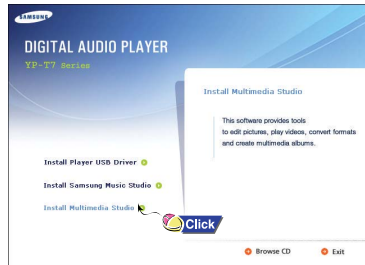 SAMSUNG
DIGITAL AUDIO PLAYER
YP-T7 Series
Install Multimedia Studio
This software provides tools
to edit pictures, play videos, convert formats
and create multimedia albums.
Install Player USB Driver
Install Samsung Music Studio
Install Multimedia Studio
Click
Browse CD
Exit